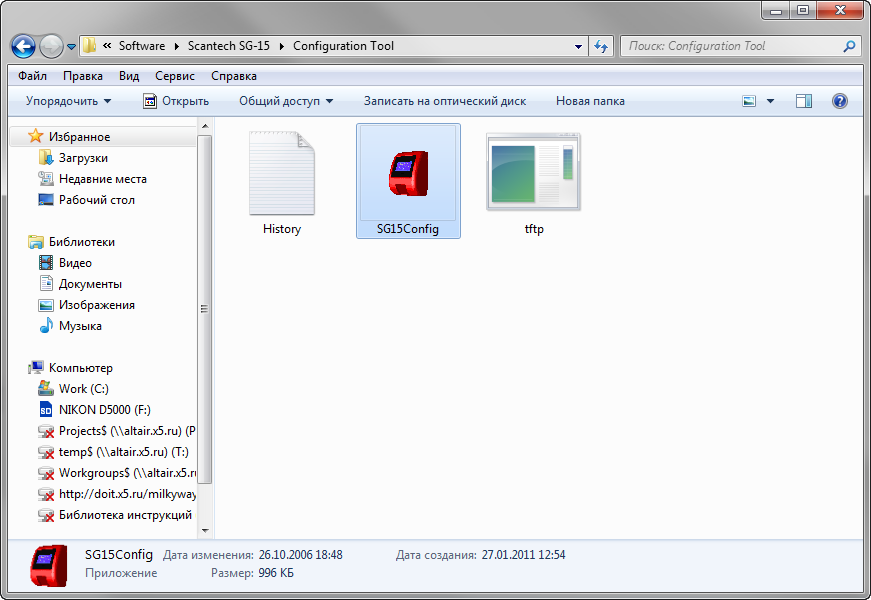 « Software ▸ Scantech SG-15 ▸ Configuration Tool
Поиск: Configuration Tool
Файл Правка Вид Сервис Справка
Упорядочить Открыть Общий доступ Записать на оптический диск Новая папка
Избранное
Загрузки
Недавние места
Рабочий стол
Библиотеки
Видео
Документы
Изображения
Музыка
Компьютер
Work (C:)
SD NIKON D5000 (F:)
Projects$ (\\altair.x5.ru) (P
temp$ (\\altair.x5.ru) (T:)
Workgroups$ (\\altair.x5.ru
http://doit.x5.ru/milkyway
Библиотека инструкций
History
SG15Config
tftp
SG15Config Дата изменения: 26.10.2006 18:48 Дата создания: 27.01.2011 12:54
Приложение Размер: 996 КБ